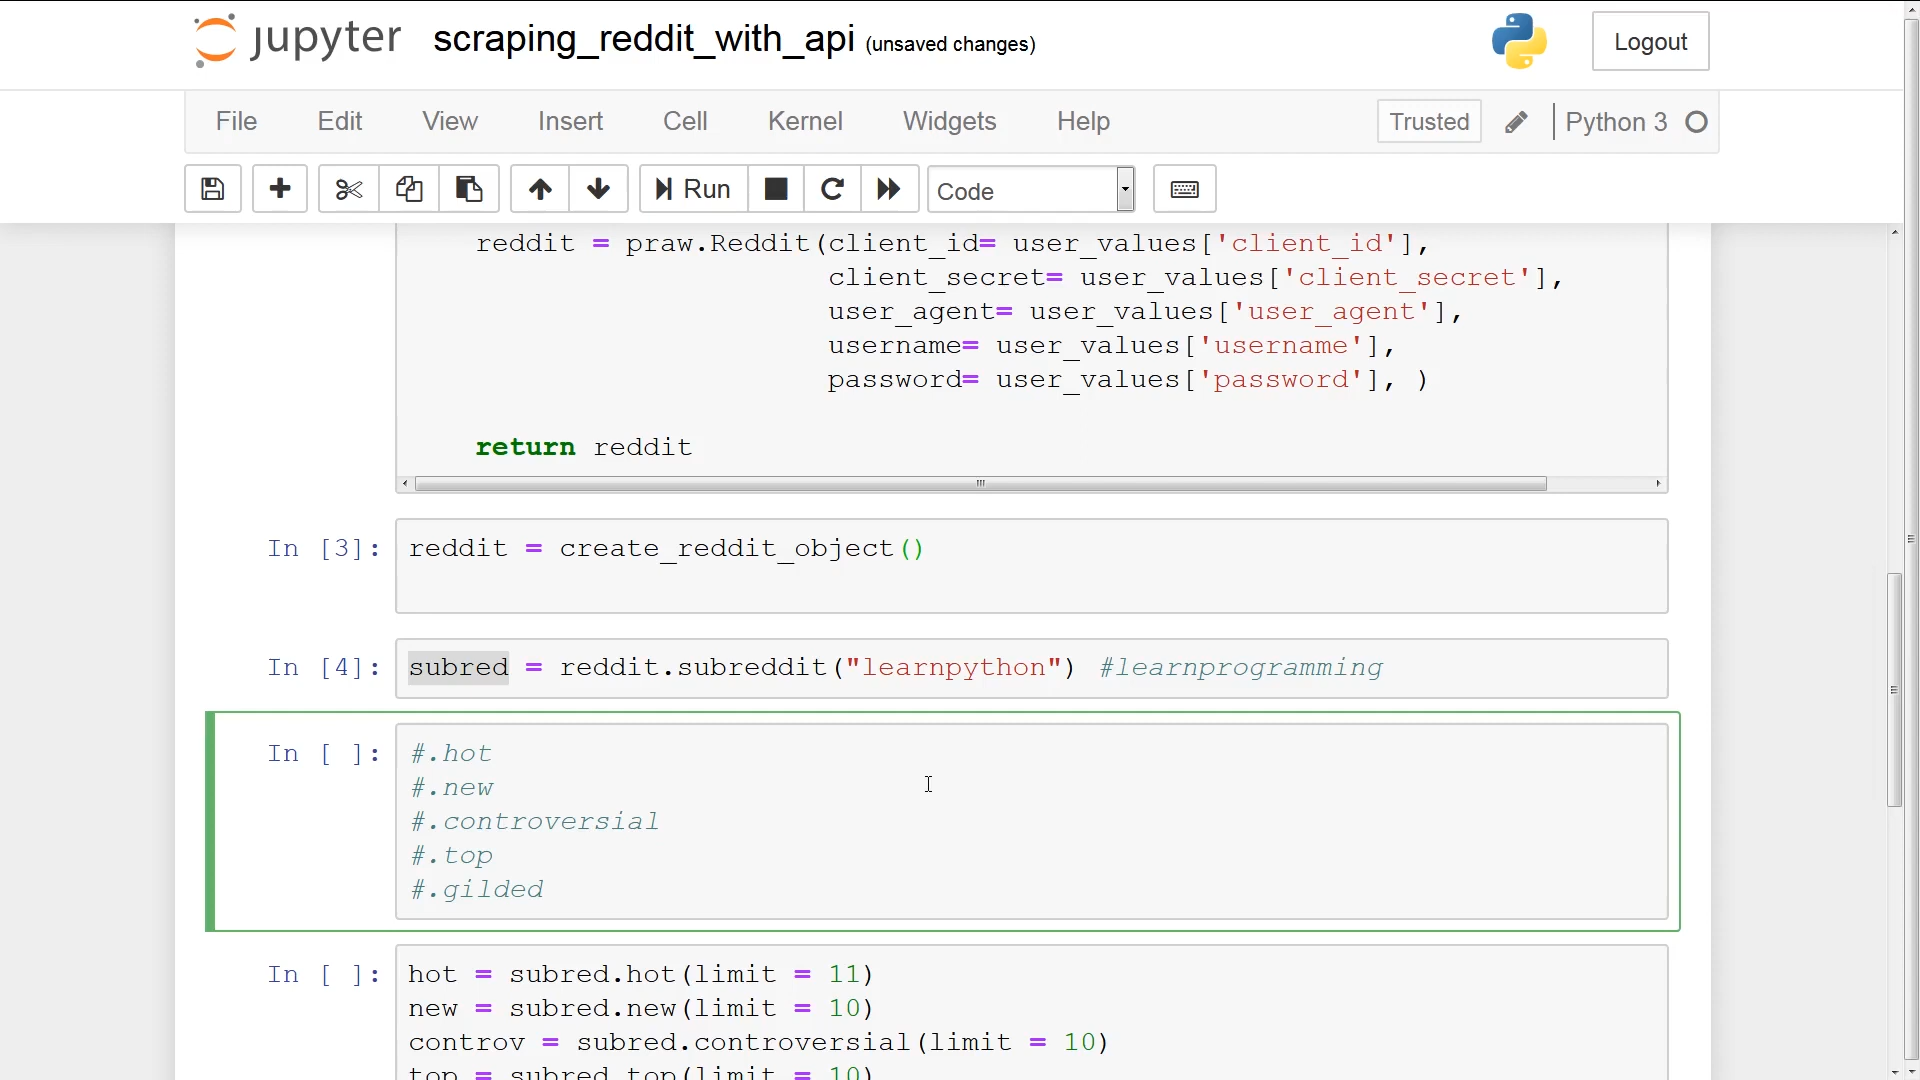 jupyter scraping_reddit_with_api (unsaved changes) Logout
File Edit View Insert Cell Kernel Widgets Help Trusted Python 3
Run Code
reddit = praw.Reddit(client_id= user_values['client_id'],
client_secret= user_values['client_secret'],
user_agent= user_values['user_agent'],
username= user_values['username'],
password= user_values['password'], )
return reddit
In [3]: reddit = create_reddit_object()
In [4]: subred = reddit.subreddit("learnpython") #learnprogramming
In [ ]: #.hot
#.new
#.controversial
#.top
#.gilded
In [ ]: hot = subred.hot(limit = 11)
new = subred.new(limit = 10)
controv = subred.controversial(limit = 10)
top = subred.top(limit = 10)